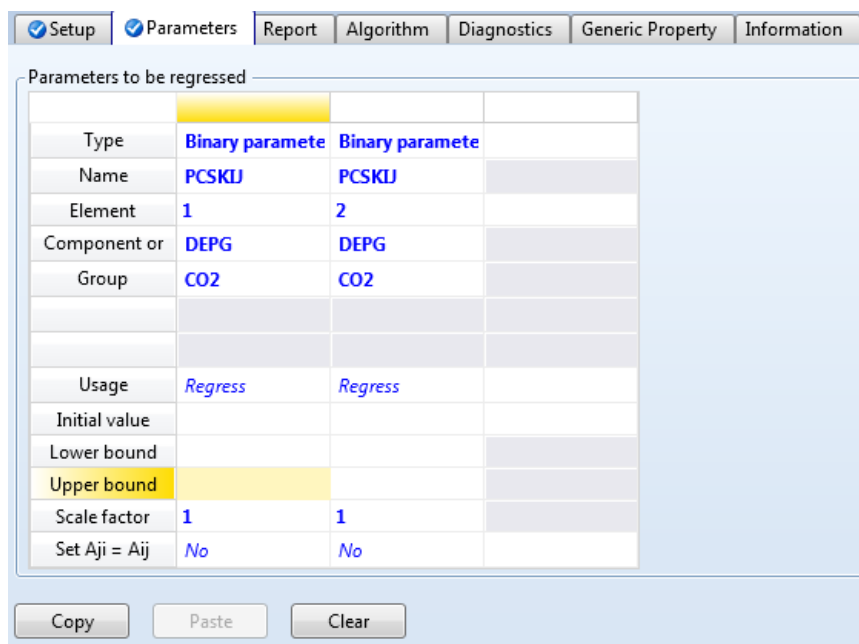 Setup Parameters Report Algorithm Diagnostics Generic Property Information
Parameters to be regressed
Type Binary paramete Binary paramete
Name PCSKIJ PCSKIJ
Element 1 2
Component or DEPG DEPG
Group CO2 CO2
Usage Regress Regress
Initial value
Lower bound
Upper bound
Scale factor 1 1
Set Aji = Aij No No
Copy Paste Clear